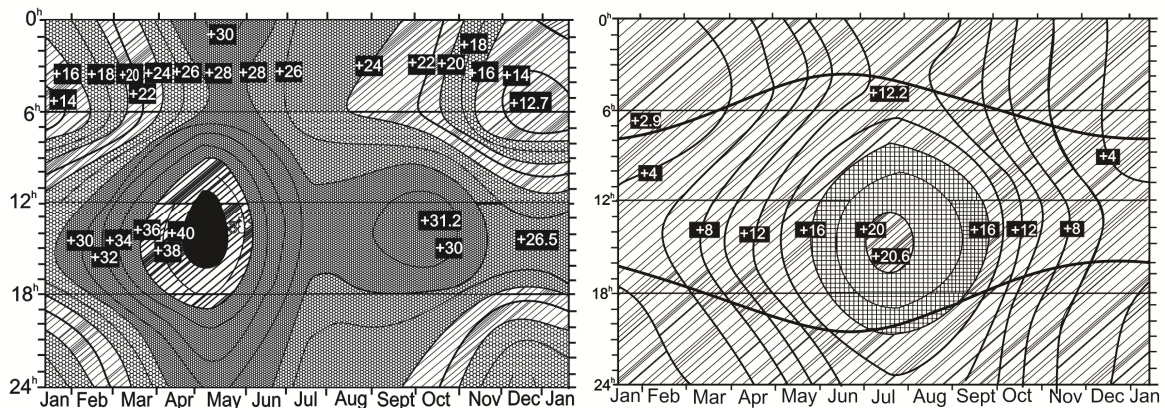 0h
6h
12h
18h
24h
+30
+18
+16 +18 +20 +24 +26 +28 +28 +26 +24 +22 +20 +16 +14
+14 +22 +12.7
+36 +40 +31.2
+30 +34 +38 +30 +26.5
+32
Jan Feb Mar Apr May Jun Jul Aug Sept Oct Nov Dec Jan
0h
6h
12h
18h
24h
+12.2
+2.9
+4 +4
+8 +12 +16 +20 +16 +12 +8
+20.6
Jan Feb Mar Apr May Jun Jul Aug Sept Oct Nov Dec Jan